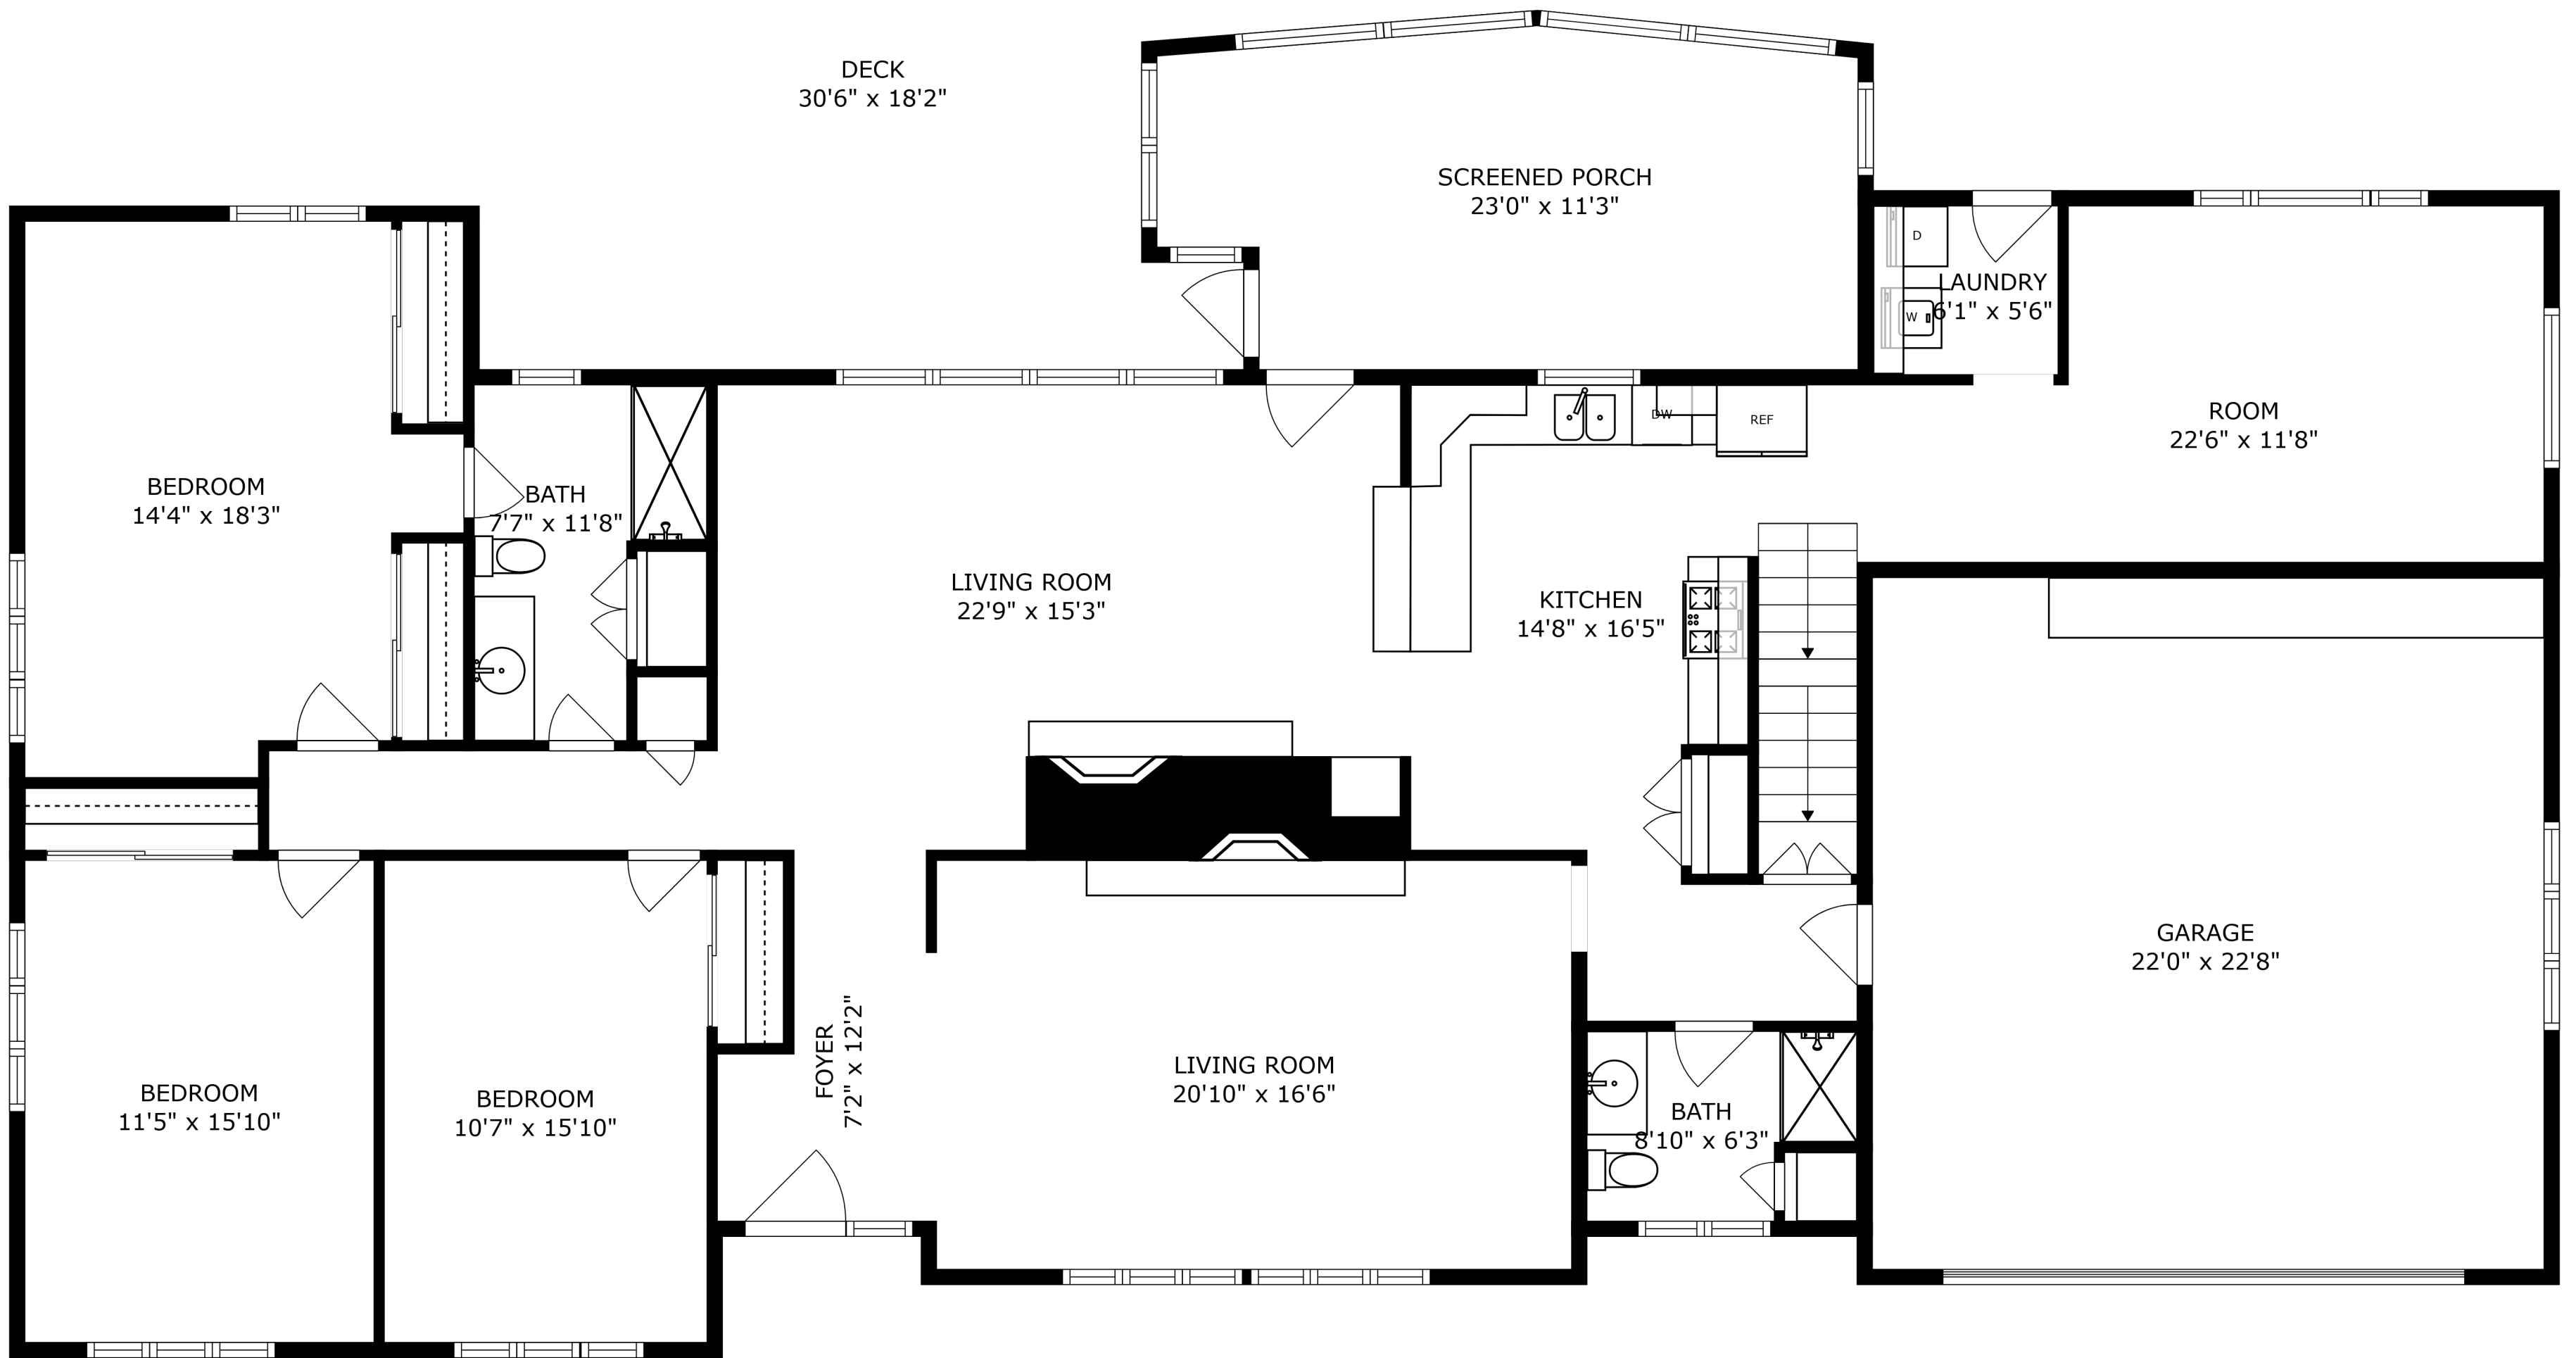 DECK
30'6" x 18'2"
SCREENED PORCH
23'0" x 11'3"
D
LAUNDRY
6'1" x 5'6"
W
ROOM
22'6" x 11'8"
DW
REF
BEDROOM
14'4" x 18'3"
BATH
7'7" x 11'8"
LIVING ROOM
22'9" x 15'3"
KITCHEN
14'8" x 16'5"
GARAGE
22'0" x 22'8"
FOYER
7'2" x 12'2"
LIVING ROOM
20'10" x 16'6"
BEDROOM
11'5" x 15'10"
BEDROOM
10'7" x 15'10"
BATH
8'10" x 6'3"